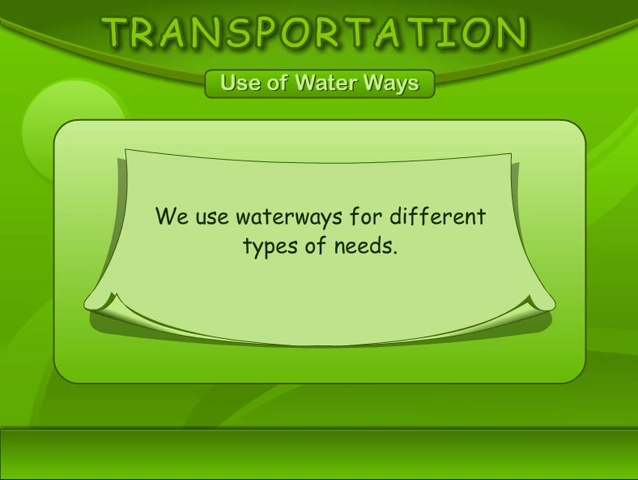 TRANSPORTATION
Use of Water Ways
We use waterways for different
types of needs.